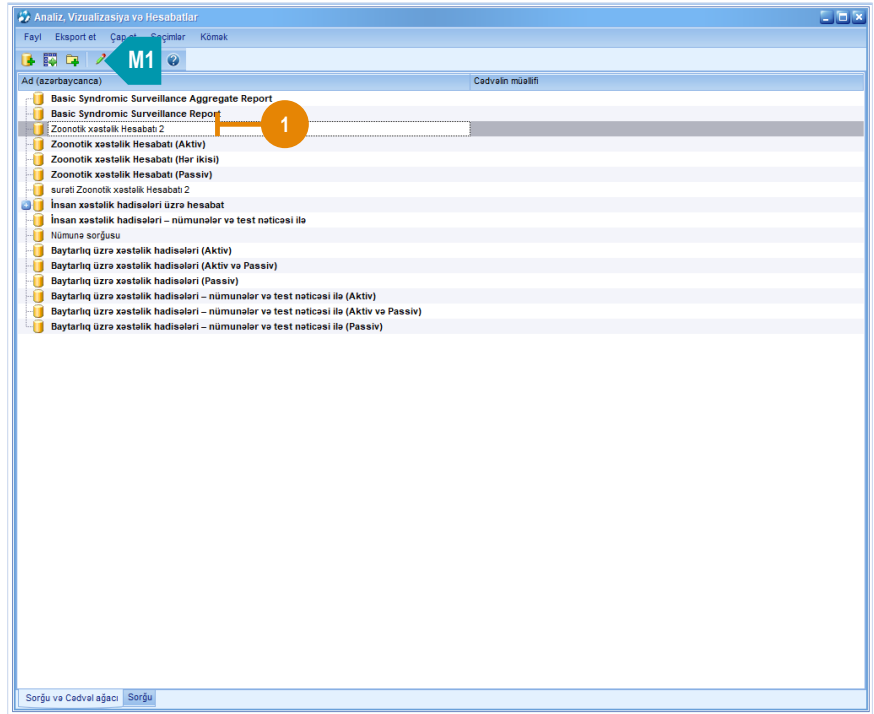 Analiz, Vizualizasiya və Hesabatlar
Fayl Eksport et Çap et Seçimlər Kömək
M1
Ad (azərbaycanca) Cədvəlin müəllifi
Basic Syndromic Surveillance Aggregate Report
Basic Syndromic Surveillance Report
1
Zoonotik xəstəlik Hesabatı 2
Zoonotik xəstəlik Hesabatı (Aktiv)
Zoonotik xəstəlik Hesabatı (Hər ikisi)
Zoonotik xəstəlik Hesabatı (Passiv)
surəti Zoonotik xəstəlik Hesabatı 2
İnsan xəstəlik hadisələri üzrə hesabat
İnsan xəstəlik hadisələri – nümunələr və test nəticəsi ilə
Nümunə sorğusu
Baytarlıq üzrə xəstəlik hadisələri (Aktiv)
Baytarlıq üzrə xəstəlik hadisələri (Aktiv və Passiv)
Baytarlıq üzrə xəstəlik hadisələri (Passiv)
Baytarlıq üzrə xəstəlik hadisələri – nümunələr və test nəticəsi ilə (Aktiv)
Baytarlıq üzrə xəstəlik hadisələri – nümunələr və test nəticəsi ilə (Aktiv və Passiv)
Baytarlıq üzrə xəstəlik hadisələri – nümunələr və test nəticəsi ilə (Passiv)
Sorğu və Cədvəl ağacı Sorğu